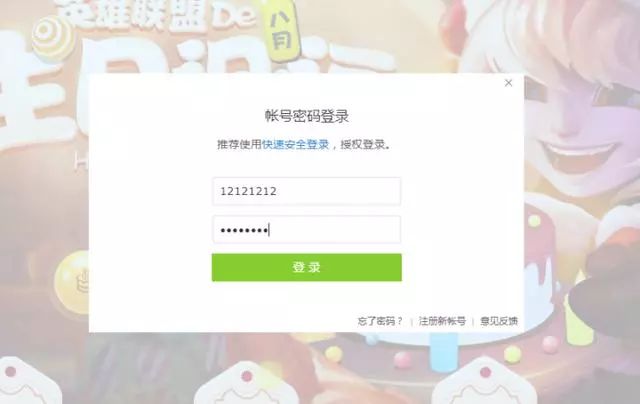 英雄联盟De
八月
生日
帐号密码登录
推荐使用快速安全登录，授权登录。
12121212
••••••••
登 录
忘了密码？ | 注册新帐号 | 意见反馈